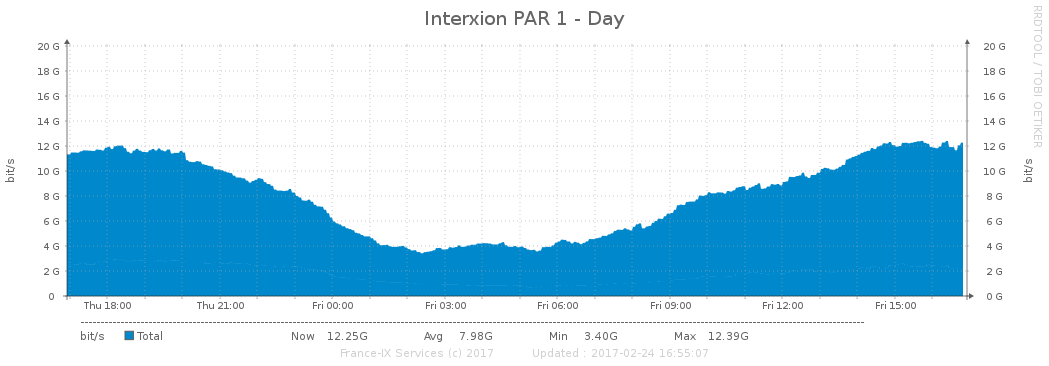 Interxion PAR 1 - Day
RRDTOOL / TOBI OETIKER
bit/s
20 G 20 G
18 G 18 G
16 G 16 G
14 G 14 G
12 G 12 G
10 G 10 G
8 G 8 G
6 G 6 G
4 G 4 G
2 G 2 G
0 0 G
bit/s
Thu 18:00 Thu 21:00 Fri 00:00 Fri 03:00 Fri 06:00 Fri 09:00 Fri 12:00 Fri 15:00
bit/s Total Now 12.25G Avg 7.98G Min 3.40G Max 12.39G
France-IX Services (c) 2017 Updated : 2017-02-24 16:55:07